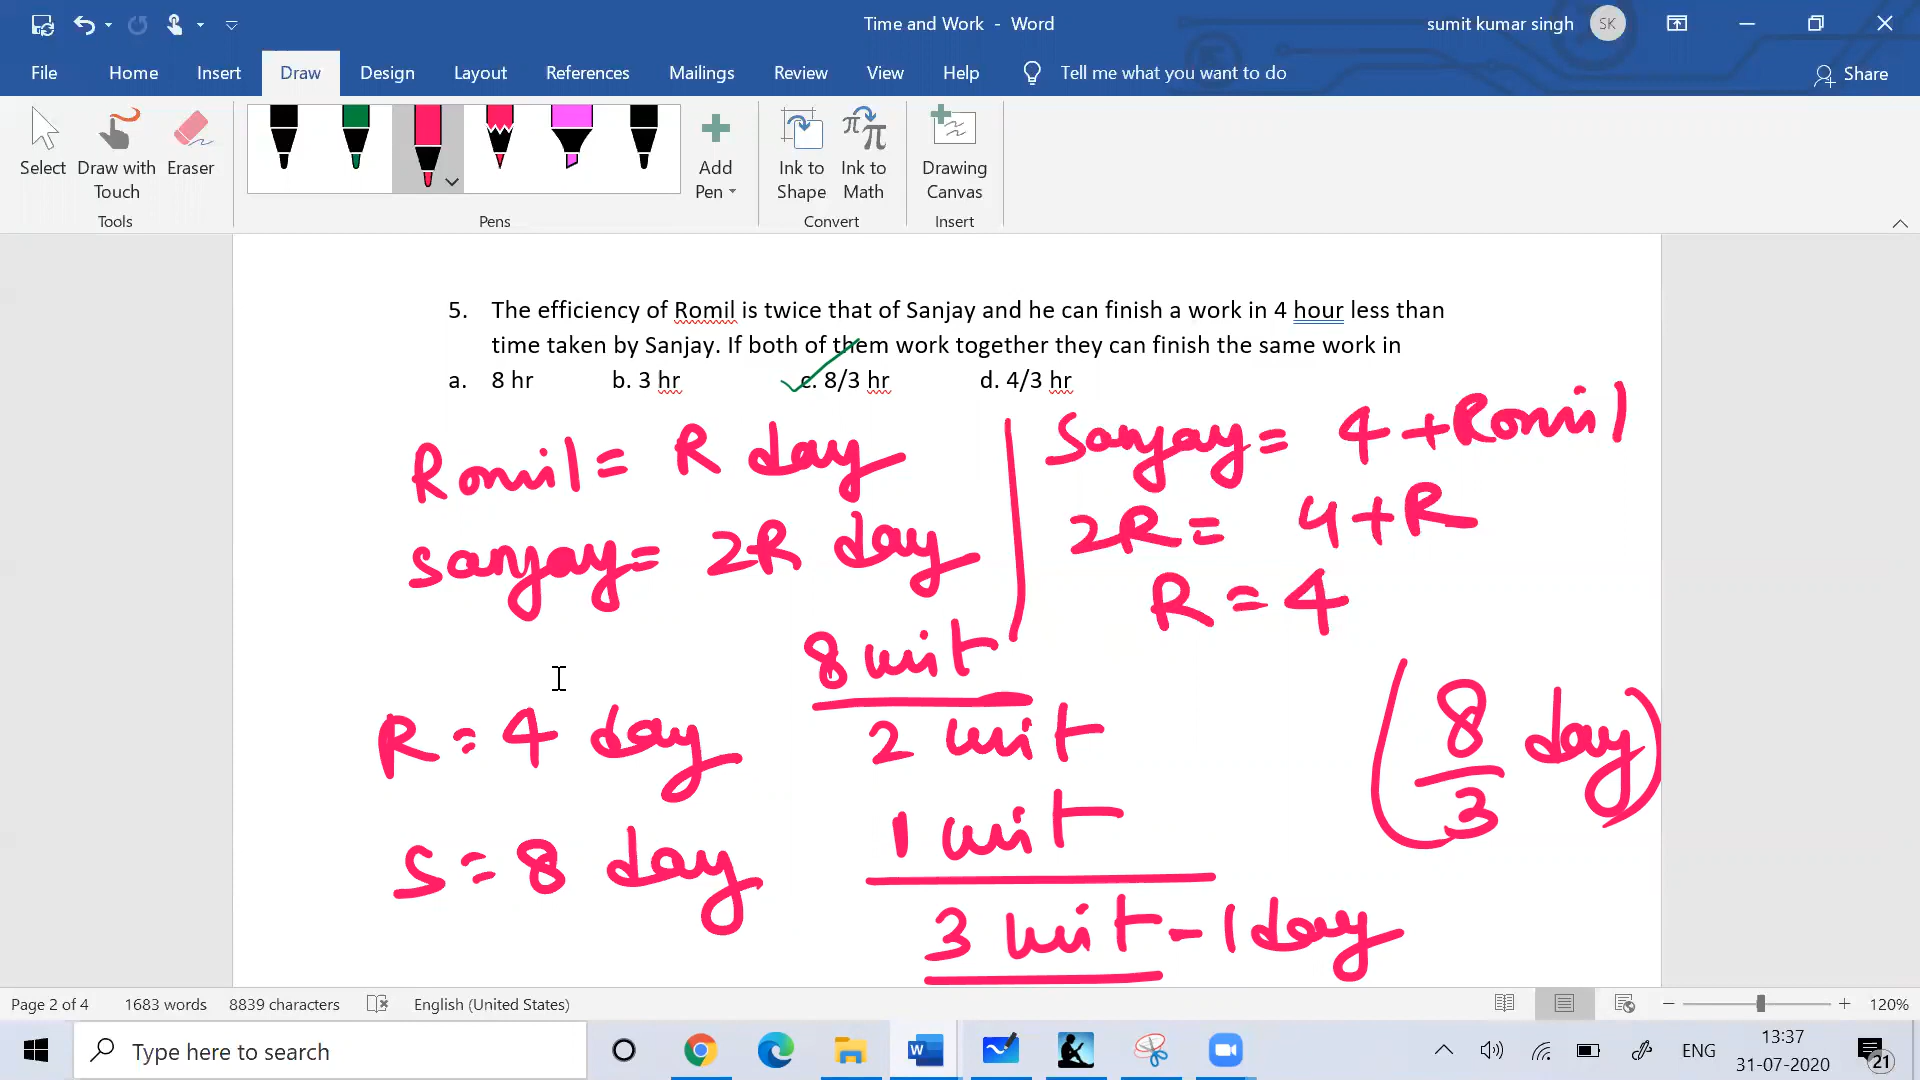 Time and Work - Word
sumit kumar singh
SK
File Home Insert Draw Design Layout References Mailings Review View Help Tell me what you want to do Share
Select Draw with Touch Eraser Add Pen Ink to Shape Ink to Math Drawing Canvas
Tools Pens Convert Insert
5. The efficiency of Romil is twice that of Sanjay and he can finish a work in 4 hour less than
time taken by Sanjay. If both of them work together they can finish the same work in
a. 8 hr b. 3 hr c. 8/3 hr d. 4/3 hr
Romil = R day
Sanjay = 2R day
Sanjay = 4 + Romil
2R = 4 + R
R = 4
8 unit
R = 4 day
2 unit
S = 8 day
1 unit
3 unit - 1 day
8/3 day
Page 2 of 4 1683 words 8839 characters English (United States) 120%
Type here to search
ENG
13:37
31-07-2020
21